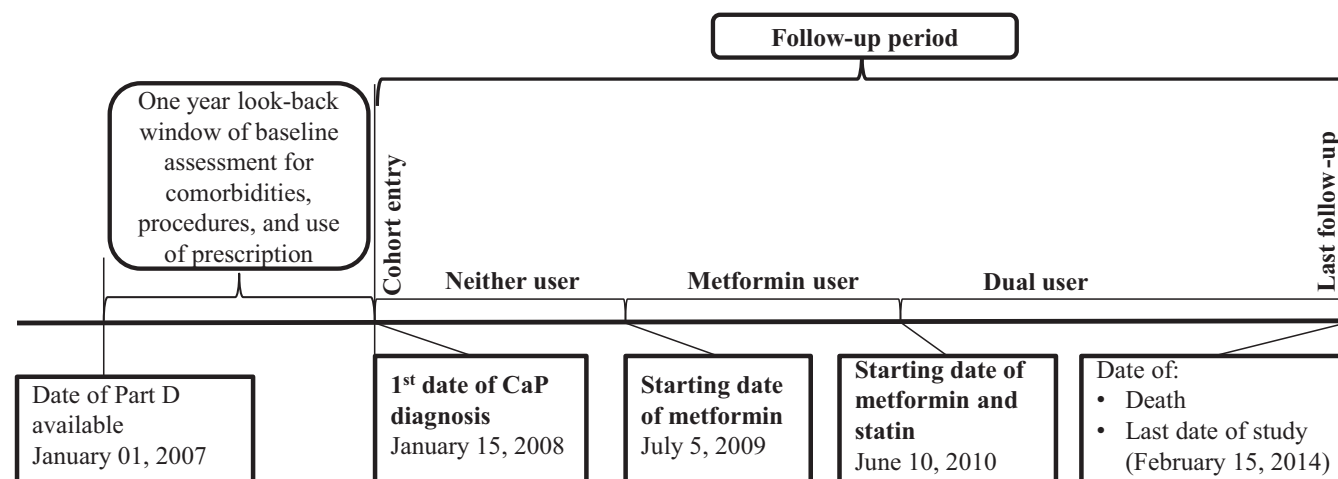 Follow-up period
One year look-back
window of baseline
assessment for
comorbidities,
procedures, and use
of prescription
Cohort entry
Last follow-up
Neither user
Metformin user
Dual user
Date of Part D
available
January 01, 2007
1st date of CaP
diagnosis
January 15, 2008
Starting date
of metformin
July 5, 2009
Starting date of
metformin and
statin
June 10, 2010
Date of:
• Death
• Last date of study
(February 15, 2014)